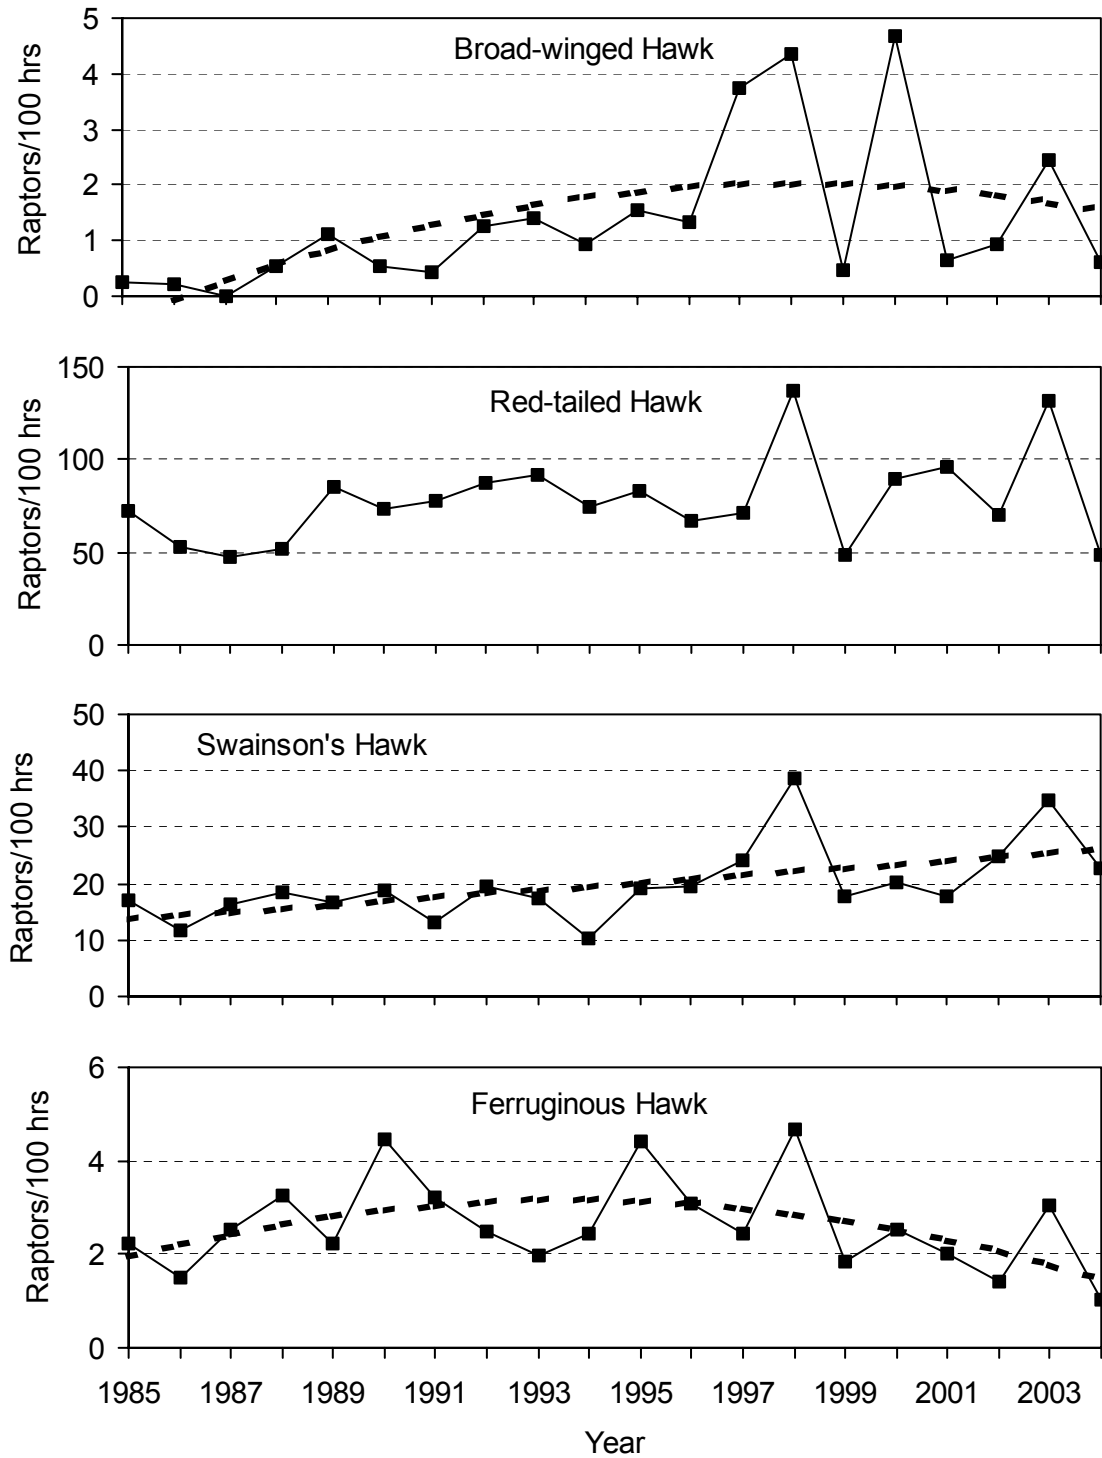 Broad-winged Hawk
Raptors/100 hrs
5
4
3
2
1
0
Red-tailed Hawk
Raptors/100 hrs
150
100
50
0
Swainson's Hawk
Raptors/100 hrs
50
40
30
20
10
0
Ferruginous Hawk
Raptors/100 hrs
6
4
2
0
1985 1987 1989 1991 1993 1995 1997 1999 2001 2003
Year